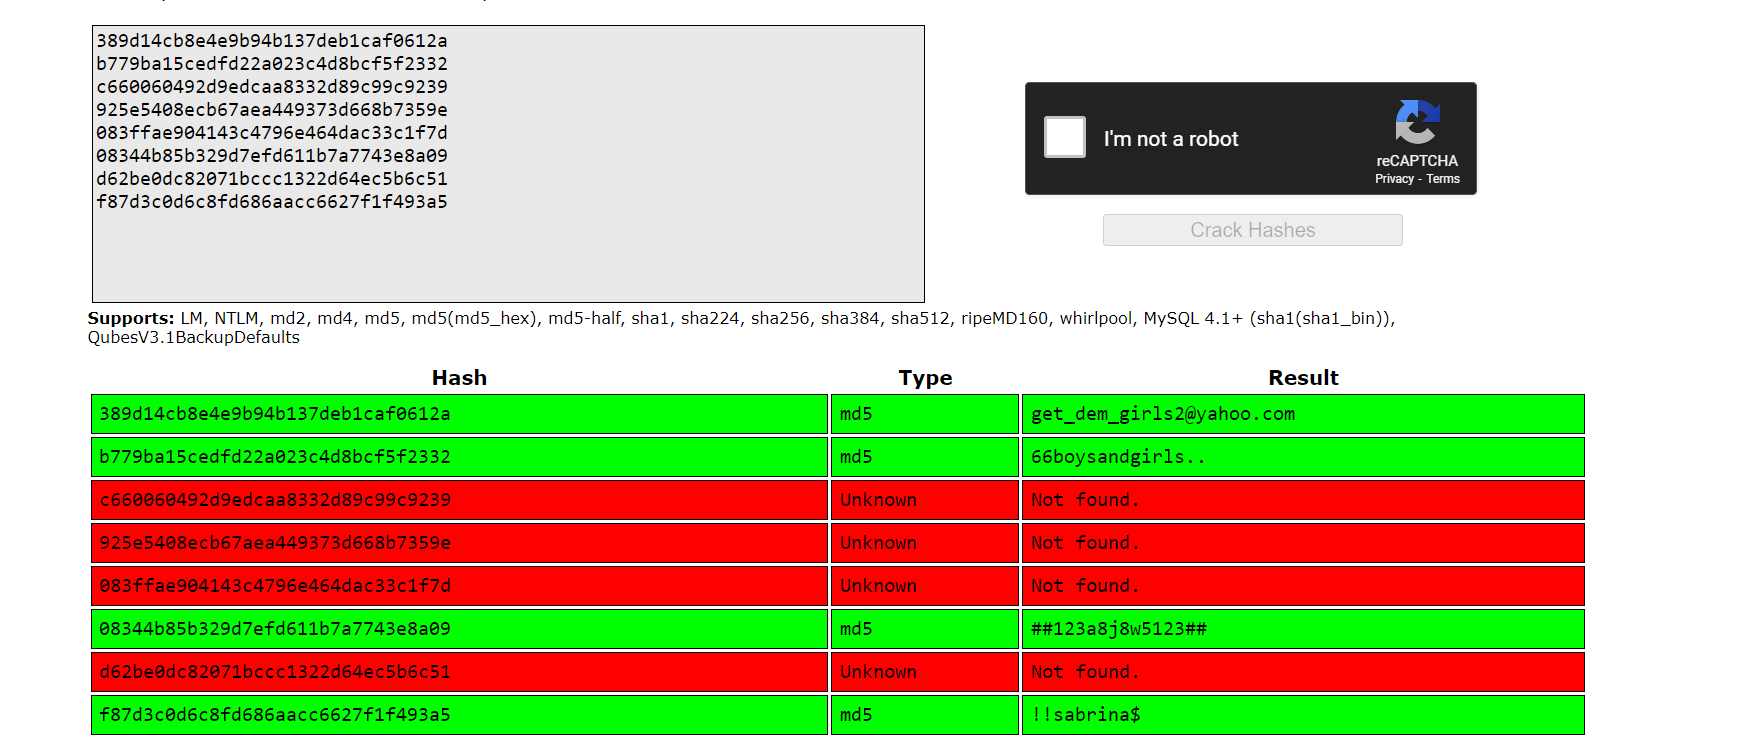 389d14cb8e4e9b94b137deb1caf0612a
b779ba15cedfd22a023c4d8bcf5f2332
c660060492d9edcaa8332d89c99c9239
925e5408ecb67aea449373d668b7359e
083ffae904143c4796e464dac33c1f7d
08344b85b329d7efd611b7a7743e8a09
d62be0dc82071bccc1322d64ec5b6c51
f87d3c0d6c8fd686aacc6627f1f493a5
I'm not a robot
reCAPTCHA
Privacy - Terms
Crack Hashes
Supports: LM, NTLM, md2, md4, md5, md5(md5_hex), md5-half, sha1, sha224, sha256, sha384, sha512, ripeMD160, whirlpool, MySQL 4.1+ (sha1(sha1_bin)),
QubesV3.1BackupDefaults
Hash Type Result
389d14cb8e4e9b94b137deb1caf0612a md5 get_dem_girls2@yahoo.com
b779ba15cedfd22a023c4d8bcf5f2332 md5 66boysandgirls..
c660060492d9edcaa8332d89c99c9239 Unknown Not found.
925e5408ecb67aea449373d668b7359e Unknown Not found.
083ffae904143c4796e464dac33c1f7d Unknown Not found.
08344b85b329d7efd611b7a7743e8a09 md5 ##123a8j8w5123##
d62be0dc82071bccc1322d64ec5b6c51 Unknown Not found.
f87d3c0d6c8fd686aacc6627f1f493a5 md5 !!sabrina$